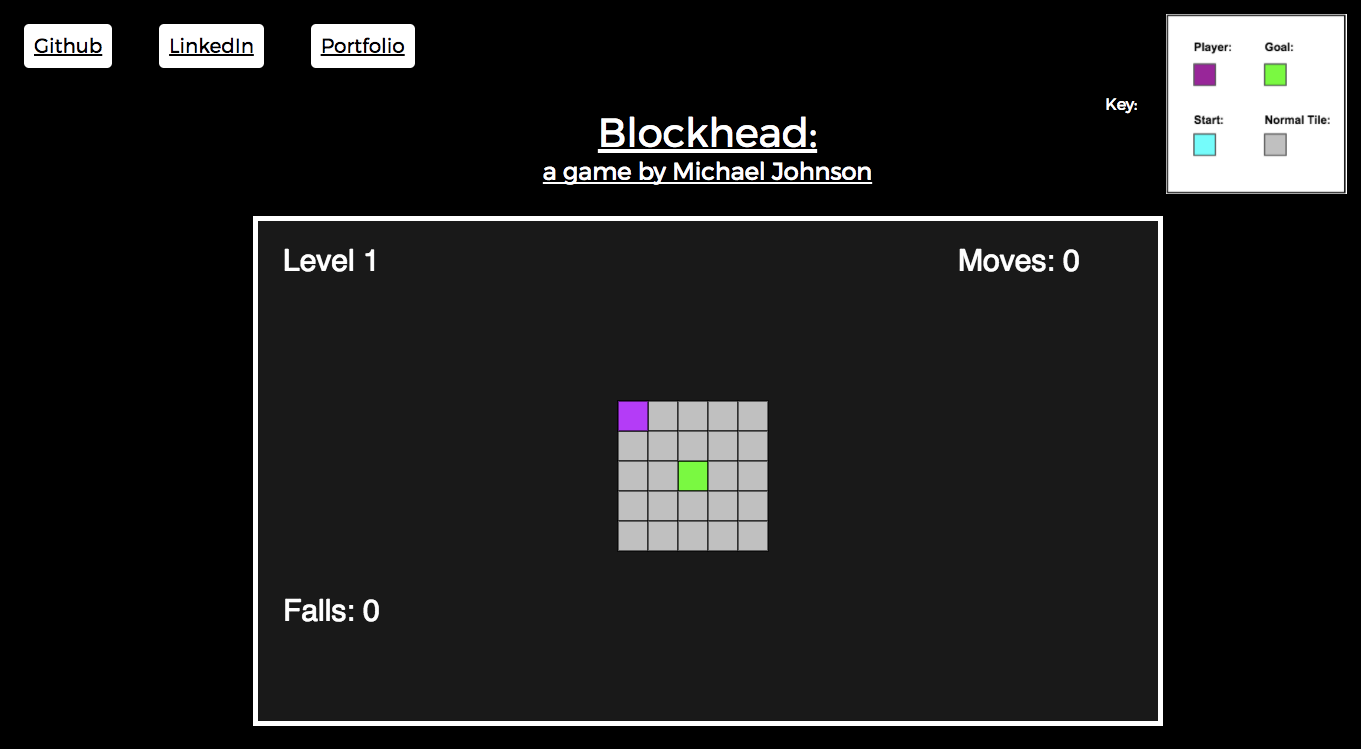 Github
LinkedIn
Portfolio
Key:
Player:
Goal:
Start:
Normal Tile:
Blockhead:
a game by Michael Johnson
Level 1
Moves: 0
Falls: 0